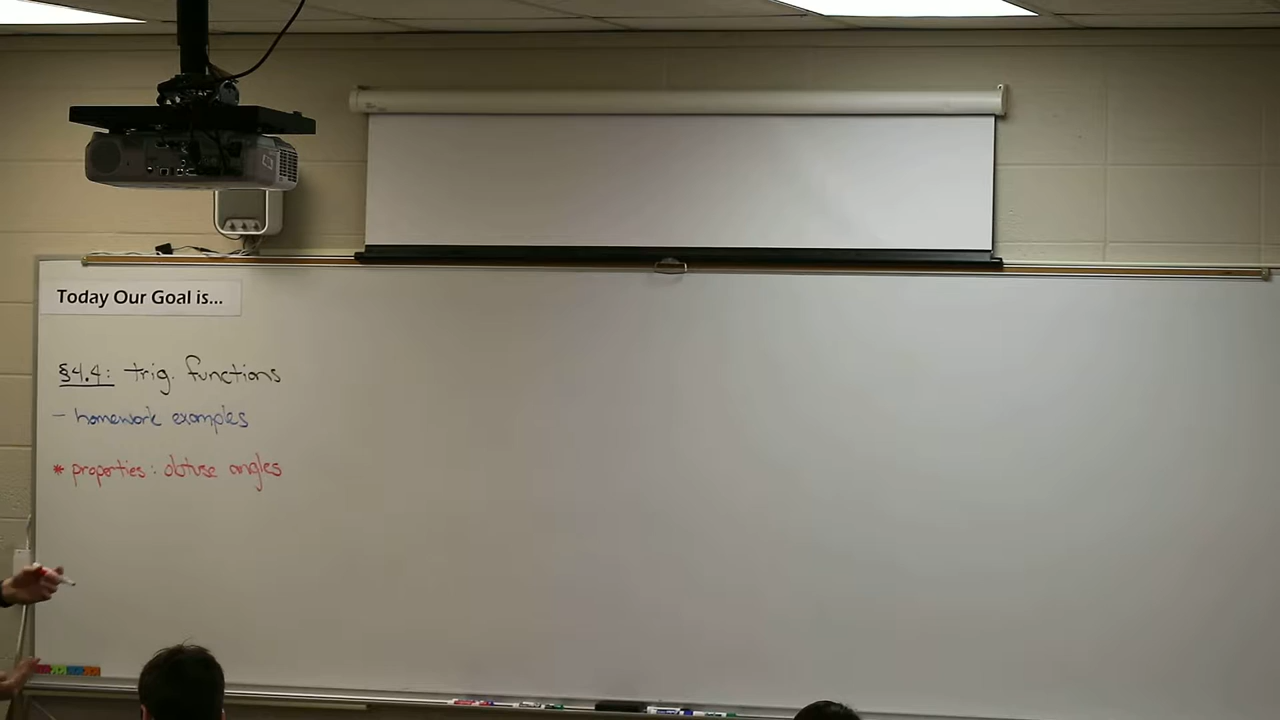 Today Our Goal is...
§4.4: trig. functions
- homework examples
* properties: obtuse angles